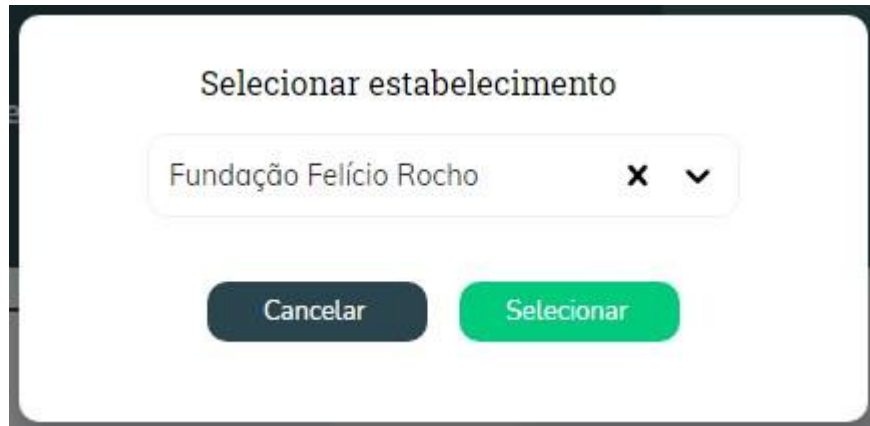 Selecionar estabelecimento
Fundação Felício Rocho
Cancelar Selecionar